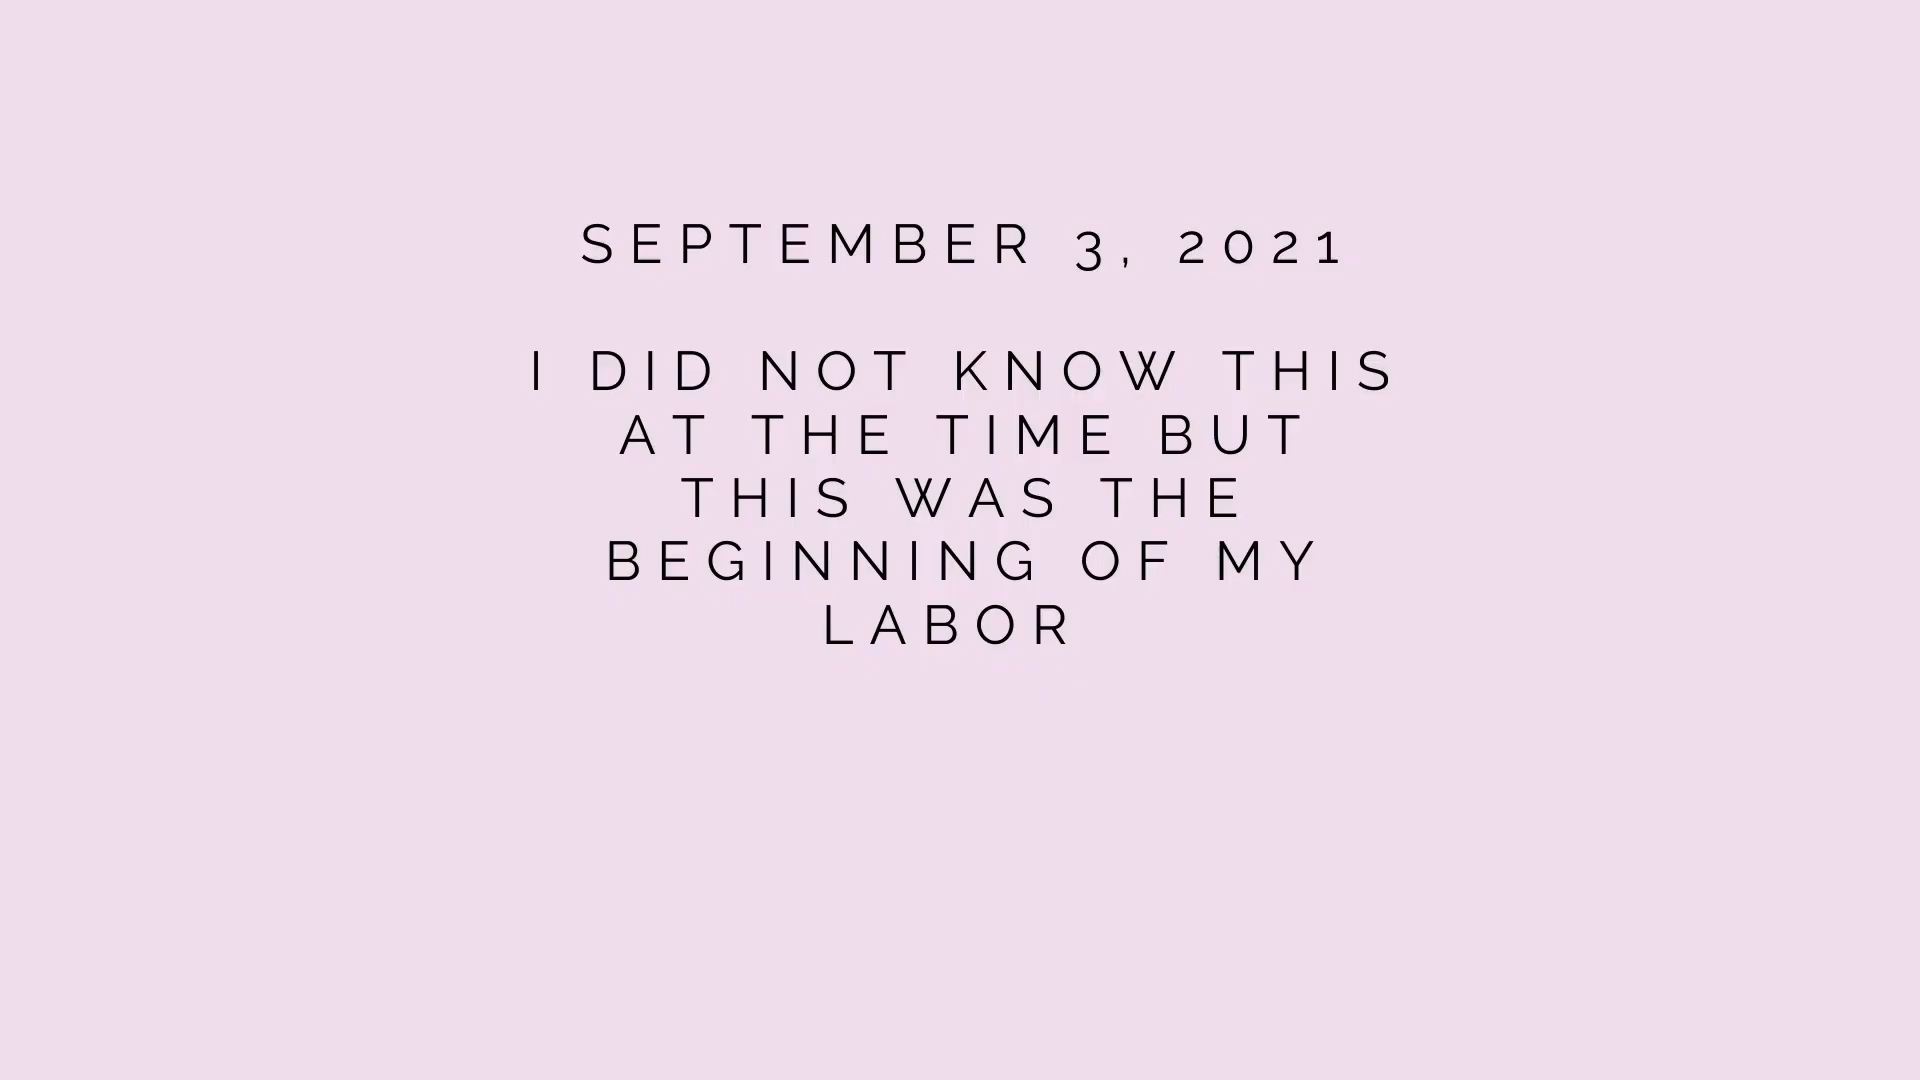 SEPTEMBER 3, 2021
I DID NOT KNOW THIS
AT THE TIME BUT
THIS WAS THE
BEGINNING OF MY
LABOR